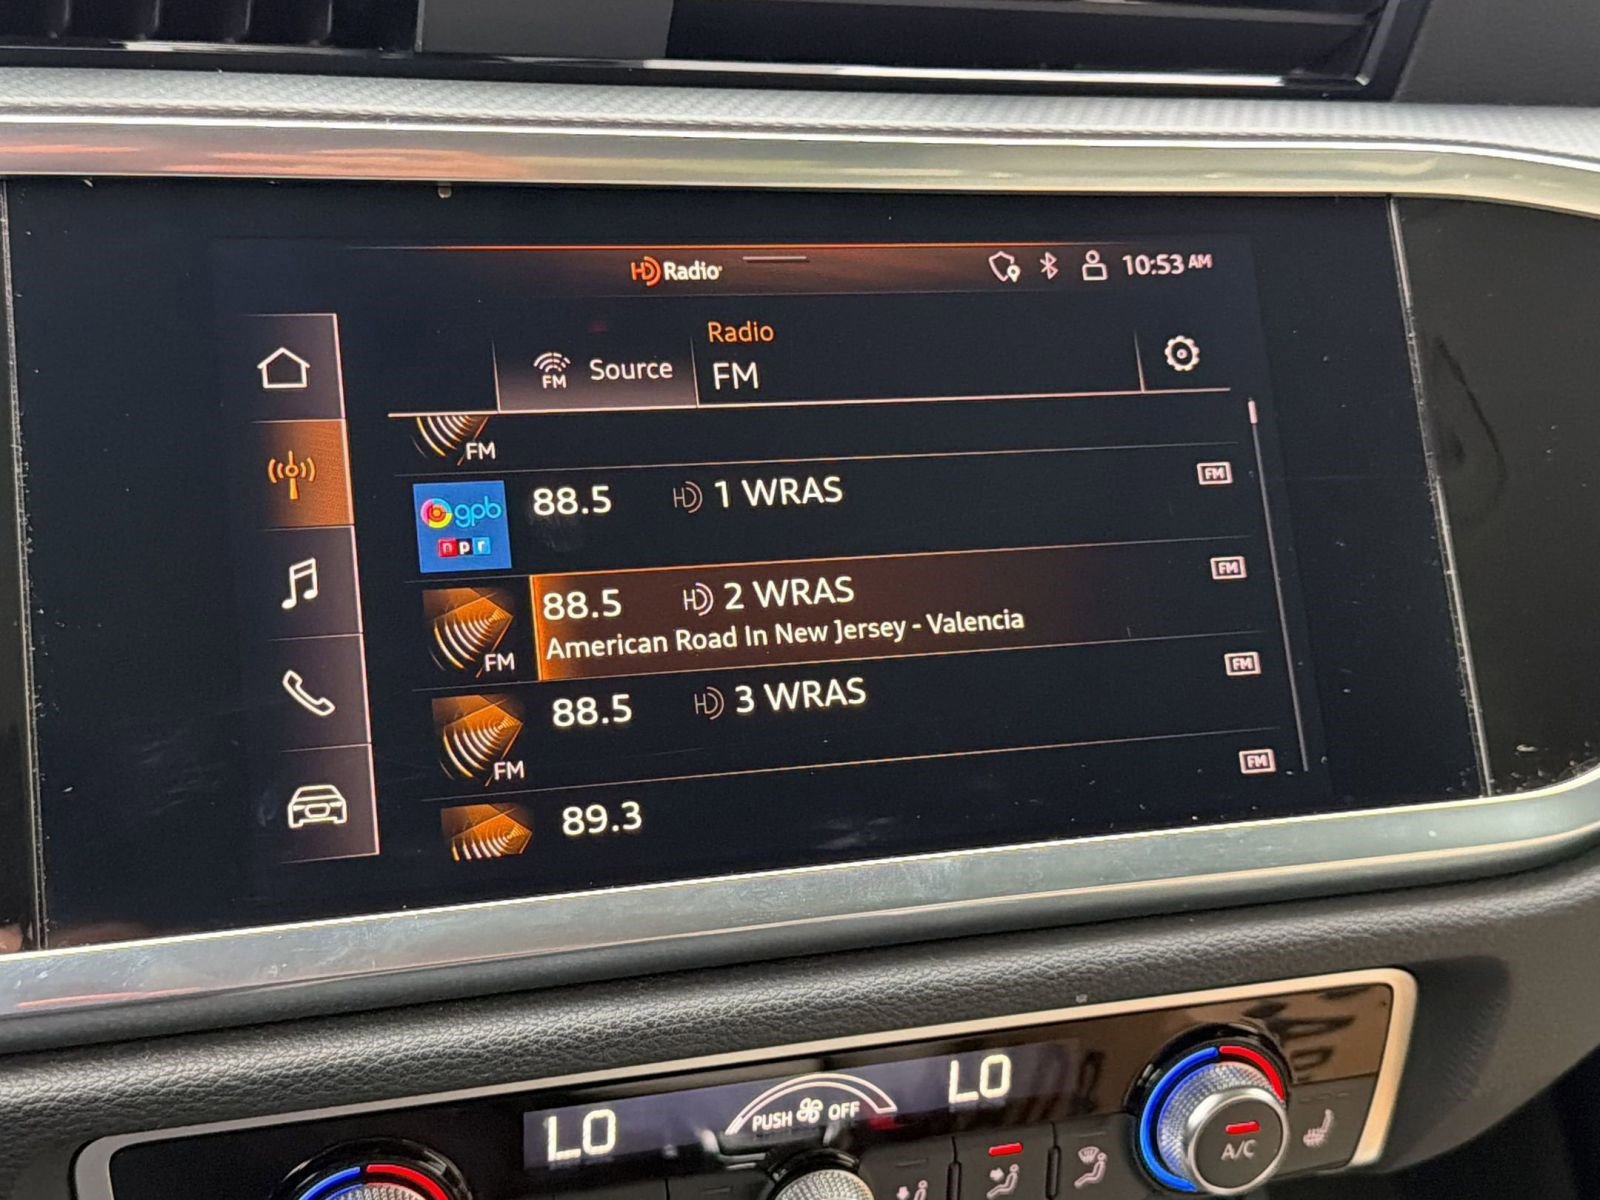 HD Radio
10:53 AM
FM Source
Radio
FM
FM
gpb
npr
88.5 HD 1 WRAS
FM
88.5 HD 2 WRAS
American Road In New Jersey - Valencia
FM
FM
88.5 HD 3 WRAS
FM
FM
89.3
FM
LO
PUSH OFF
LO
A/C